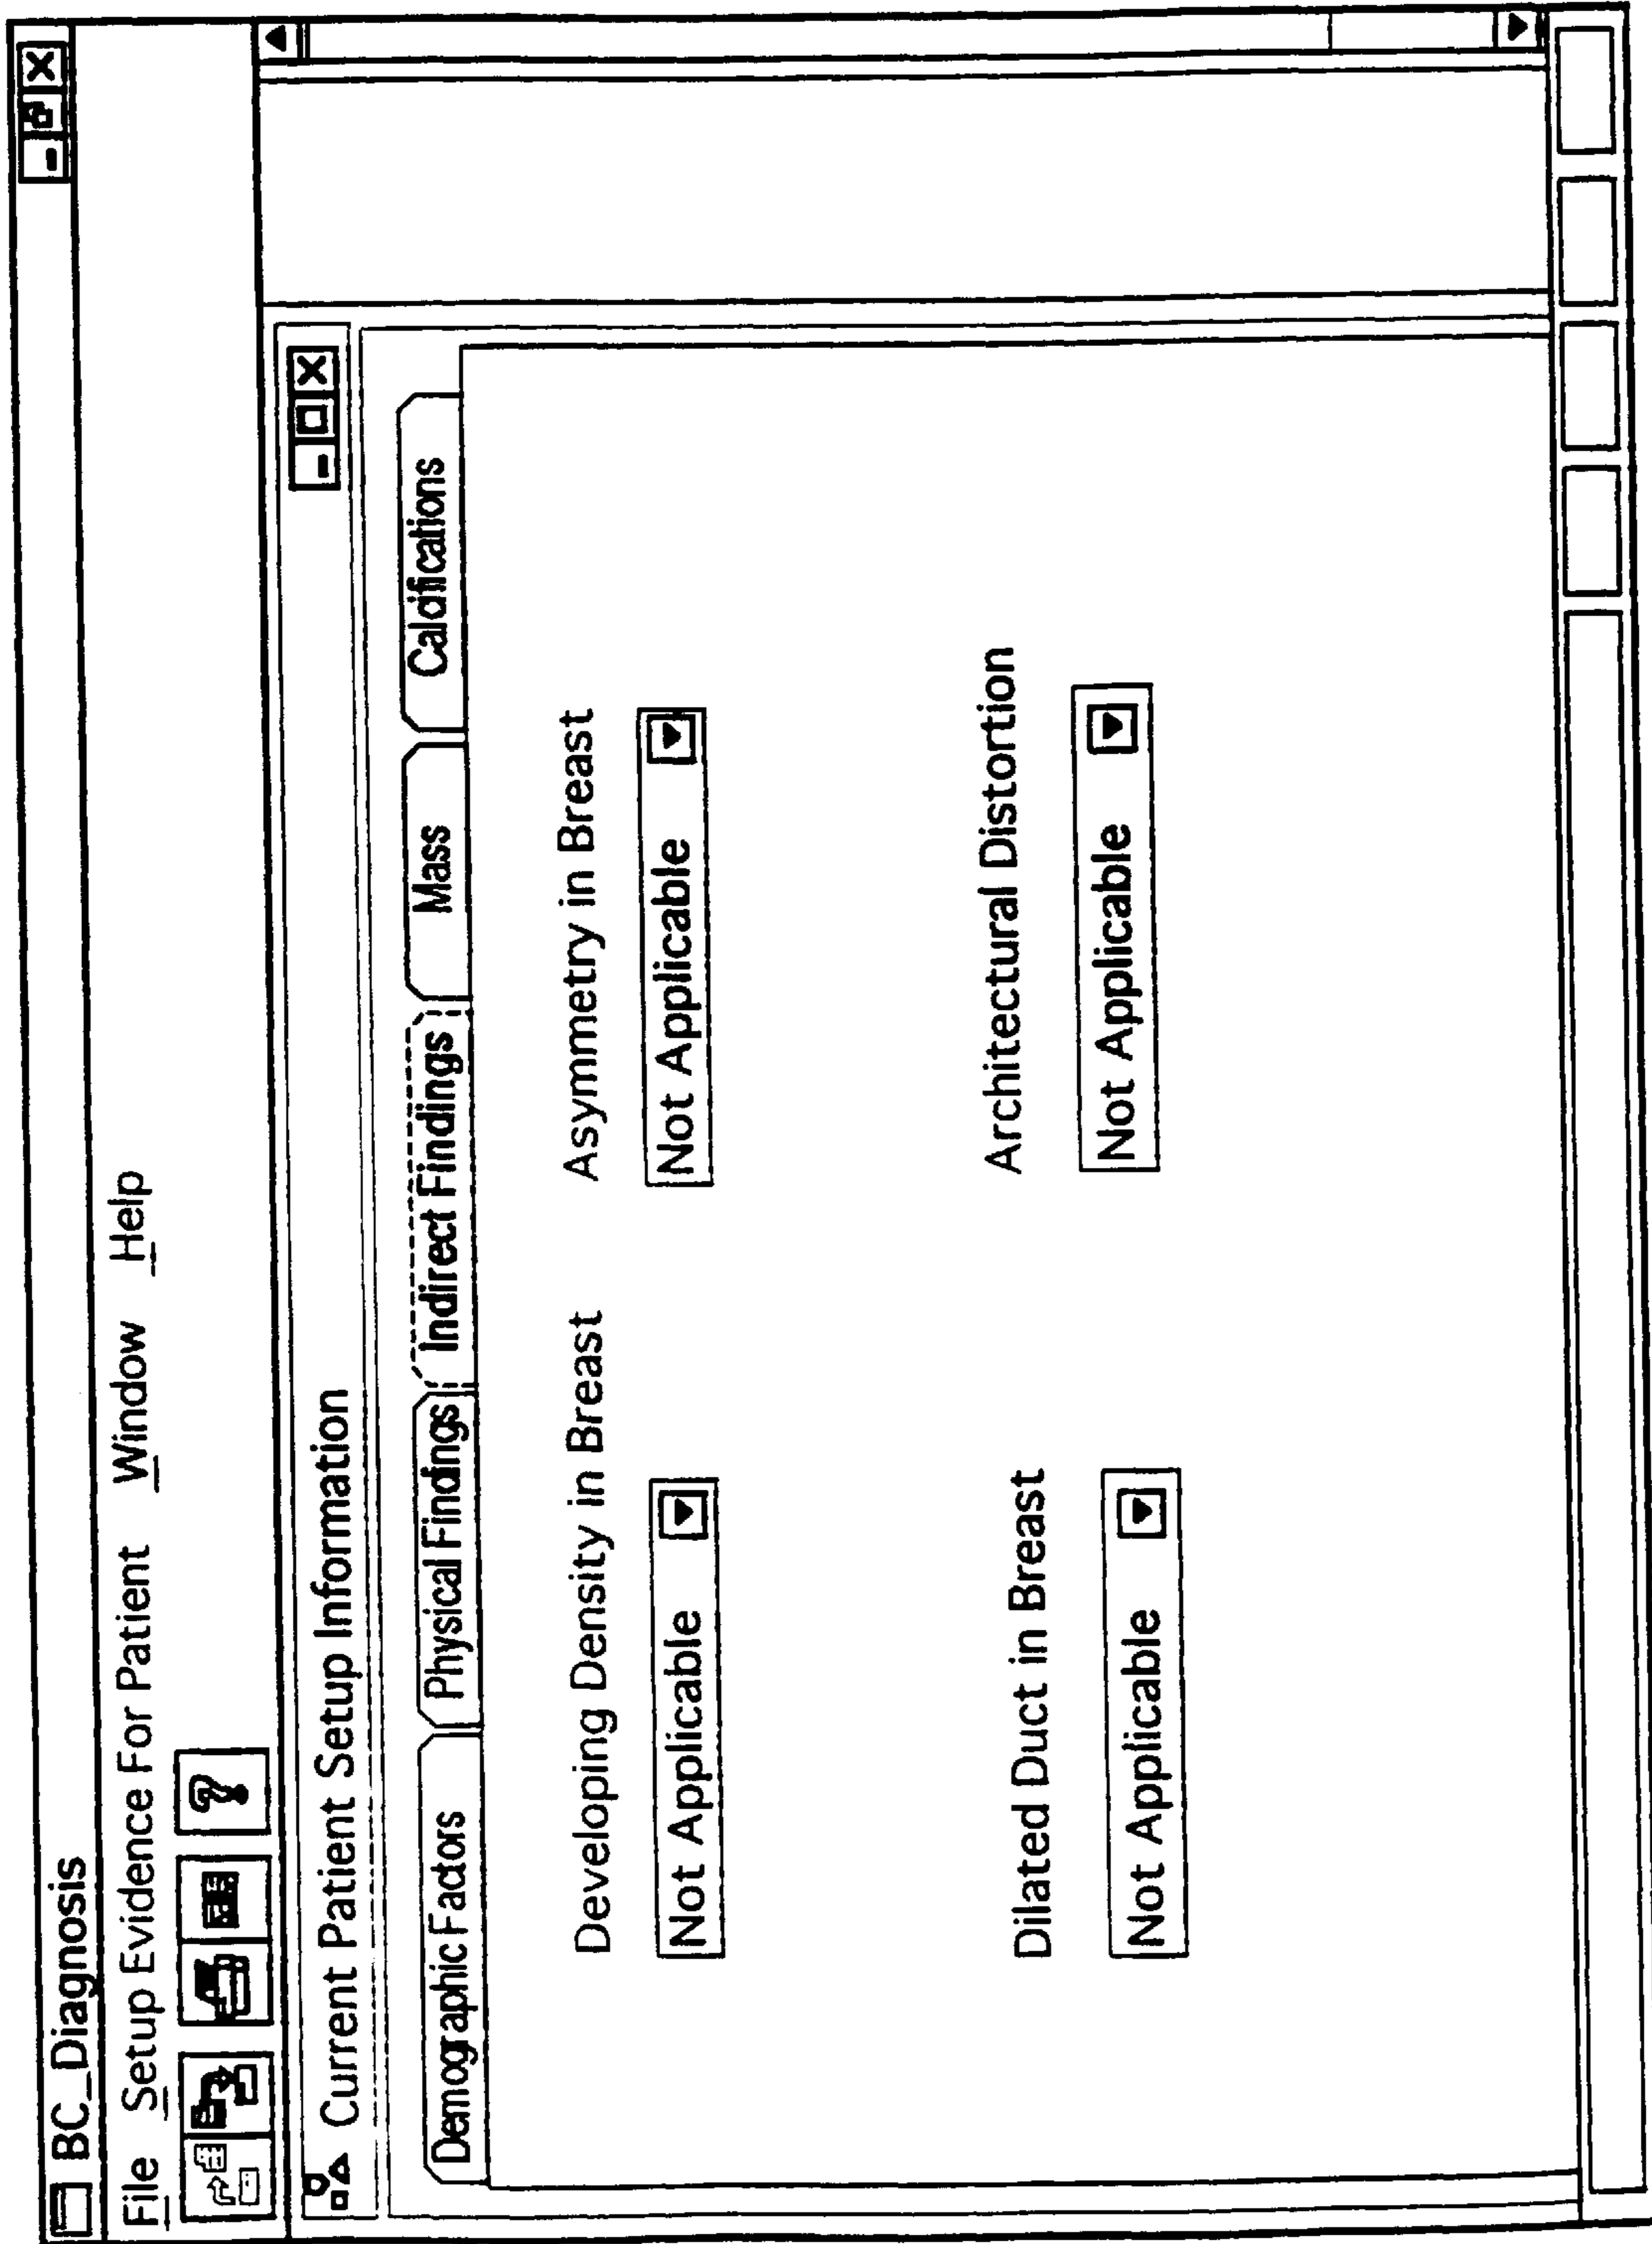 BC_Diagnosis
File Setup Evidence For Patient Window Help
?
Current Patient Setup Information
Demographic Factors Physical Findings Indirect Findings Mass Calcifications
Developing Density in Breast Asymmetry in Breast
Not Applicable Not Applicable
Dilated Duct in Breast Architectural Distortion
Not Applicable Not Applicable